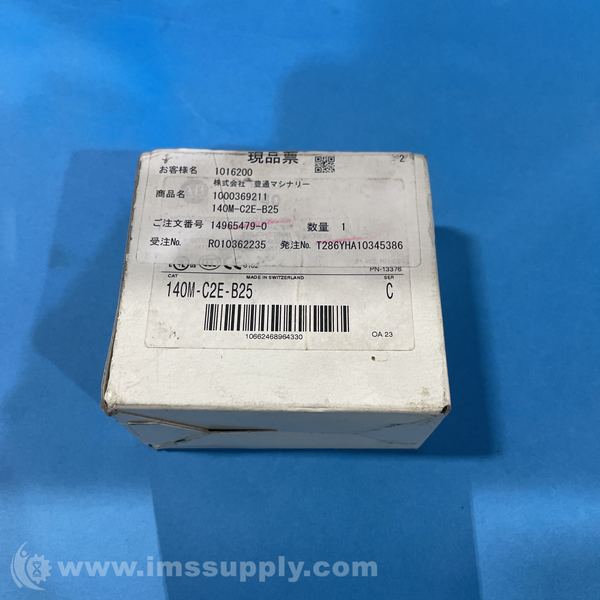 現品票
2
お客様名 1016200
株式会社 豊通マシナリー
商品名 1000369211
140M-C2E-B25
ご注文番号 14965479-0 数量 1
受注No. RO10362235 発注No. T286YHA10345386
PN-13376
CAT MADE IN SWITZERLAND SER
140M-C2E-B25 C
10662468964330 OA 23
www.imssupply.com